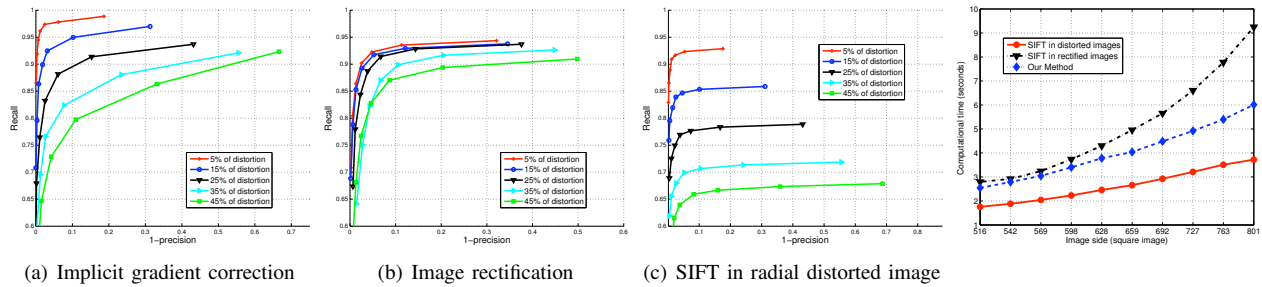 1
0.95
0.9
0.85
0.8
0.75
0.7
0.65
0.6
Recall
0 0.1 0.2 0.3 0.4 0.5 0.6 0.7
1−precision
5% of distortion
15% of distortion
25% of distortion
35% of distortion
45% of distortion
(a) Implicit gradient correction
1
0.95
0.9
0.85
0.8
0.75
0.7
0.65
0.6
Recall
0 0.1 0.2 0.3 0.4 0.5 0.6
1−precision
5% of distortion
15% of distortion
25% of distortion
35% of distortion
45% of distortion
(b) Image rectification
1
0.95
0.9
0.85
0.8
0.75
0.7
0.65
0.6
Recall
0 0.1 0.2 0.3 0.4 0.5 0.6 0.7 0.8
1−precision
5% of distortion
15% of distortion
25% of distortion
35% of distortion
45% of distortion
(c) SIFT in radial distorted image
10
9
8
7
6
5
4
3
2
1
Computational time (seconds)
516 542 569 598 628 659 692 727 763 801
Image side (square image)
SIFT in distorted images
SIFT in rectified images
Our Method